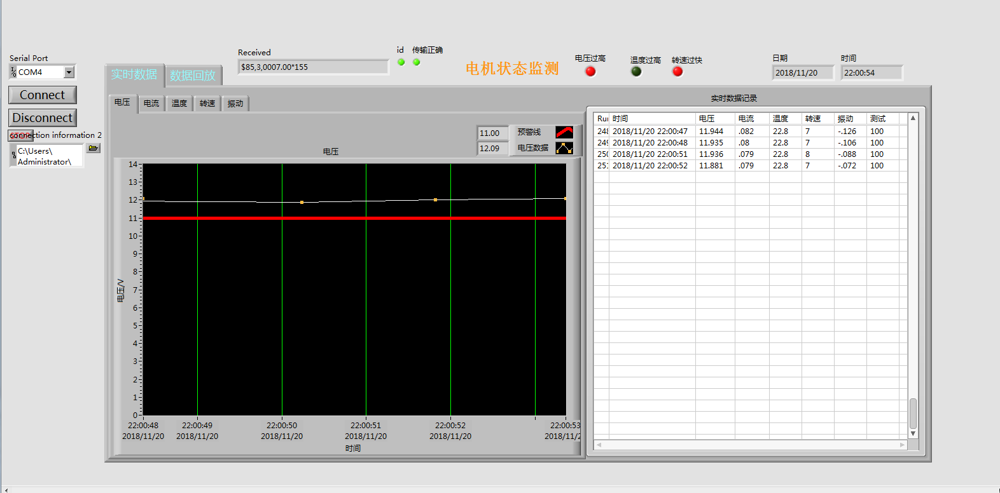 Serial Port
COM4
Connect
Disconnect
connection information 2
C:\Users\
Administrator\
Received
$85,3,0007.00*155
id 传输正确
电机状态监测
电压过高 温度过高 转速过快
日期 时间
2018/11/20 22:00:54
实时数据 数据回放
电压 电流 温度 转速 振动
11.00 预警线
12.09 电压数据
电压
14
13
12
11
10
9
8
7
6
5
4
3
2
1
0
电压/V
22:00:48 22:00:49 22:00:50 22:00:51 22:00:52 22:00:53
2018/11/20 2018/11/20 2018/11/20 2018/11/20 2018/11/20 2018/11/2
时间
实时数据记录
时间 电压 电流 温度 转速 振动 测试
248 2018/11/20 22:00:47 11.944 .082 22.8 7 -.126 100
249 2018/11/20 22:00:48 11.935 .08 22.8 7 -.106 100
250 2018/11/20 22:00:51 11.936 .079 22.8 8 -.088 100
251 2018/11/20 22:00:52 11.881 .079 22.8 7 -.072 100